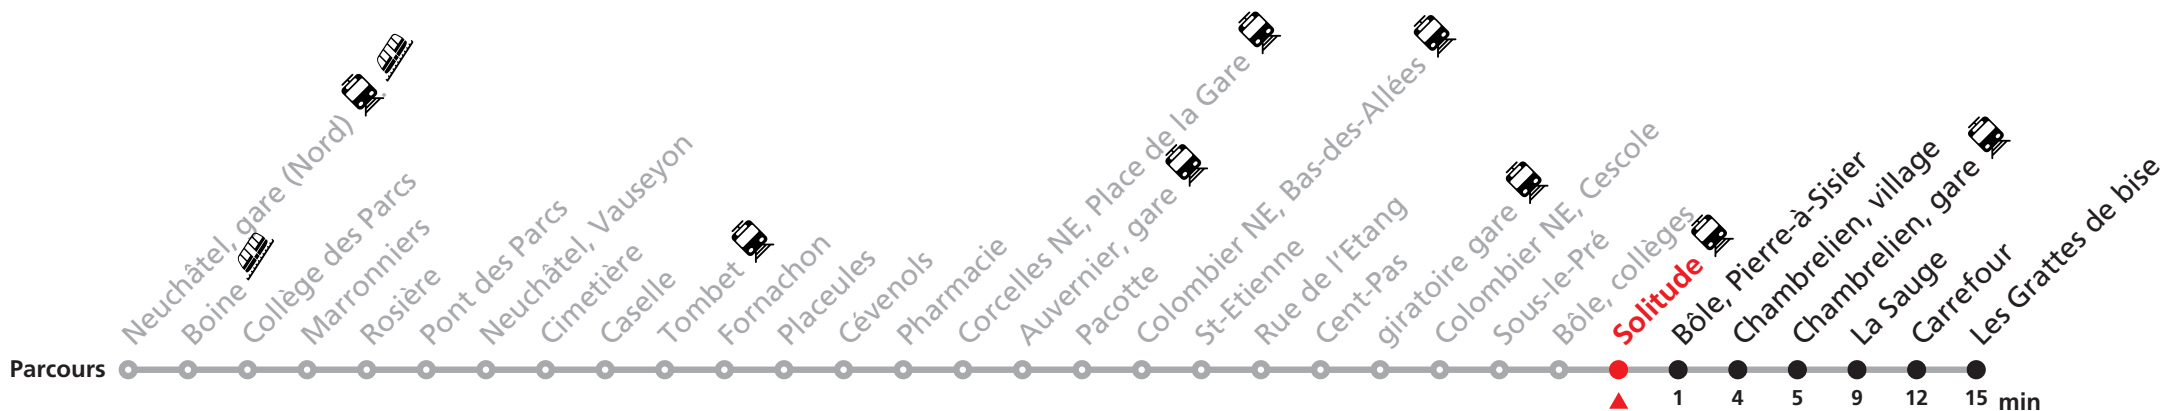 Neuchâtel, gare (Nord)
Boine
Collège des Parcs
Marronniers
Rosière
Pont des Parcs
Neuchâtel, Vauseyon
Cimetière
Caselle
Tombet
Fornachon
Placeules
Cévenols
Pharmacie
Corcelles NE, Place de la Gare
Auvernier, gare
Pacotte
Colombier NE, Bas-des-Allées
St-Etienne
Rue de l'Etang
Cent-Pas
giratoire gare
Colombier NE, Cescole
Sous-le-Pré
Bôle, collèges
Solitude
Bôle, Pierre-à-Sisier
Chambrelien, village
Chambrelien, gare
La Sauge
Carrefour
Les Grattes de bise
Parcours
1 4 5 9 12 15 min